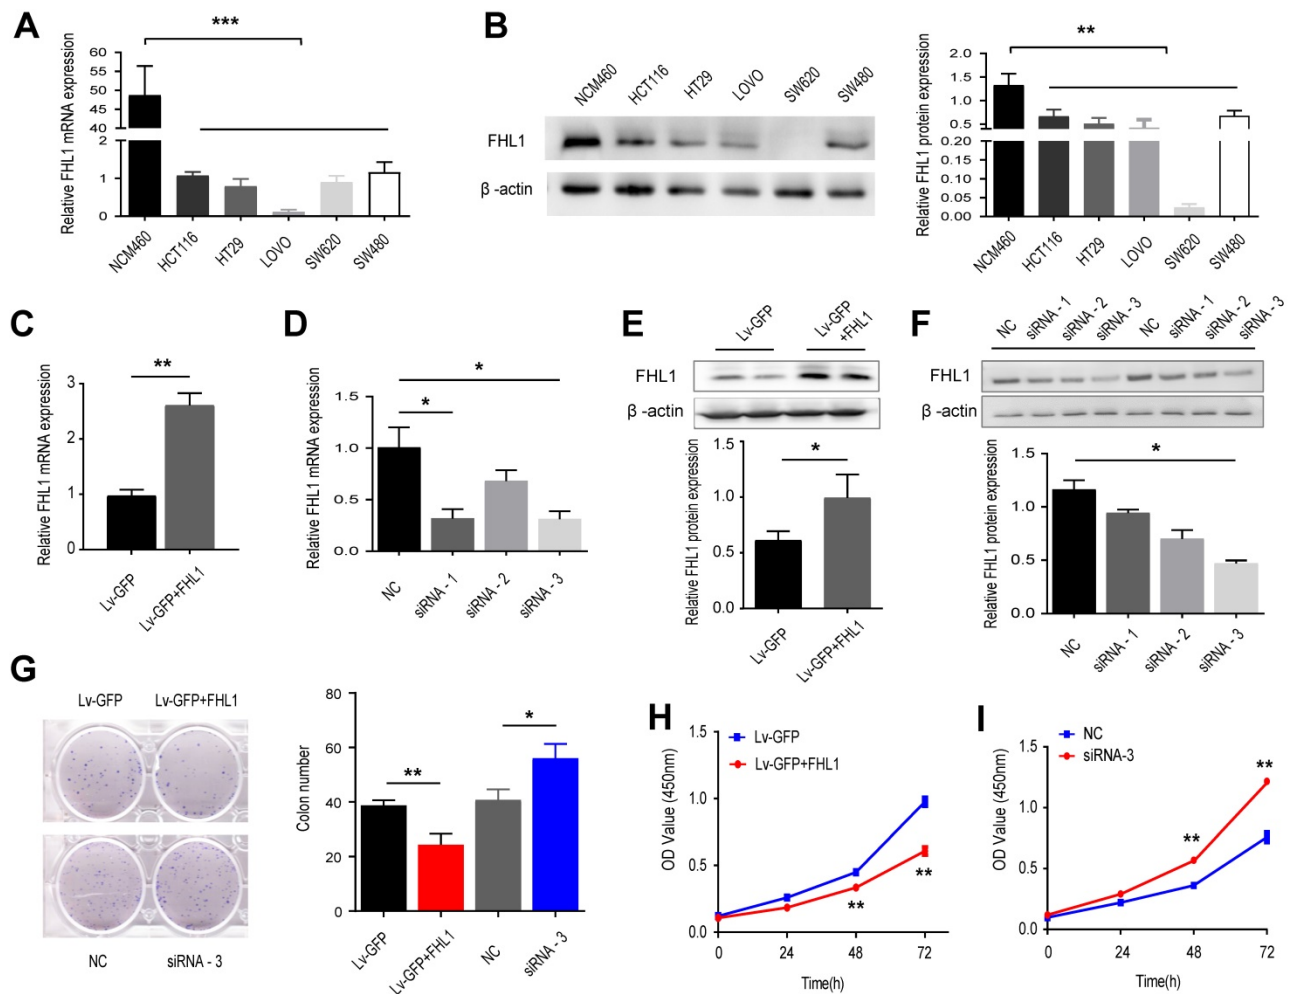 A
***
Relative FHL1 mRNA expression
60
55
50
45
40
2
1
0
NCM460
HCT116
HT29
LOVO
SW620
SW480
B
NCM460
HCT116
HT29
LOVO
SW620
SW480
FHL1
β -actin
**
Relative FHL1 protein expression
2.0
1.5
1.0
0.5
0.20
0.15
0.10
0.05
0.00
NCM460
HCT116
HT29
LOVO
SW620
SW480
C
**
Relative FHL1 mRNA expression
3
2
1
0
Lv-GFP
Lv-GFP+FHL1
D
*
*
Relative FHL1 mRNA expression
1.5
1.0
0.5
0.0
NC
siRNA - 1
siRNA - 2
siRNA - 3
E
Lv-GFP
Lv-GFP
+FHL1
FHL1
β -actin
*
Relative FHL1 protein expression
1.5
1.0
0.5
0.0
Lv-GFP
Lv-GFP+FHL1
F
NC
siRNA - 1
siRNA - 2
siRNA - 3
NC
siRNA - 1
siRNA - 2
siRNA - 3
FHL1
β -actin
*
Relative FHL1 protein expression
1.5
1.0
0.5
0.0
NC
siRNA - 1
siRNA - 2
siRNA - 3
G
Lv-GFP
Lv-GFP+FHL1
NC
siRNA - 3
Colon number
80
60
40
20
0
**
*
Lv-GFP
Lv-GFP+FHL1
NC
siRNA - 3
H
Lv-GFP
Lv-GFP+FHL1
OD Value (450nm)
1.5
1.0
0.5
0.0
**
**
0
24
48
72
Time(h)
I
NC
siRNA-3
OD Value (450nm)
1.5
1.0
0.5
0.0
**
**
0
24
48
72
Time(h)